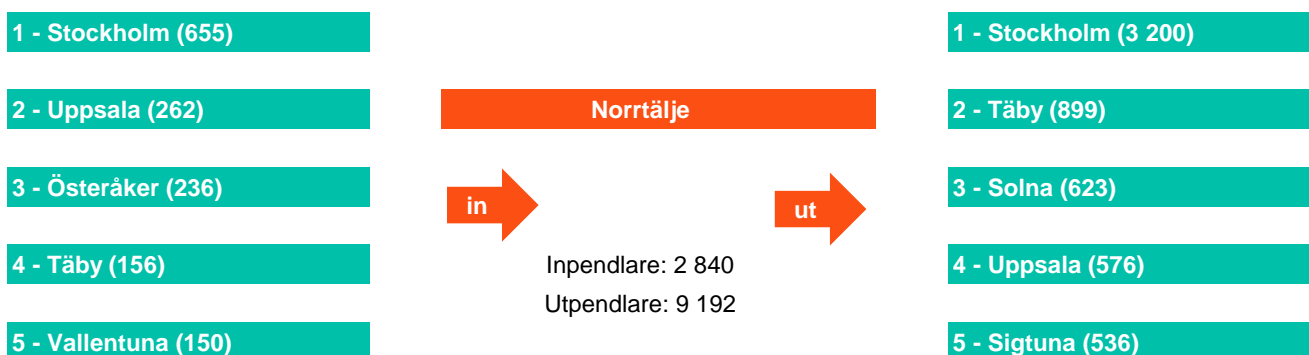 1 - Stockholm (655)
2 - Uppsala (262)
3 - Österåker (236)
4 - Täby (156)
5 - Vallentuna (150)
Norrtälje
in
ut
Inpendlare: 2 840
Utpendlare: 9 192
1 - Stockholm (3 200)
2 - Täby (899)
3 - Solna (623)
4 - Uppsala (576)
5 - Sigtuna (536)